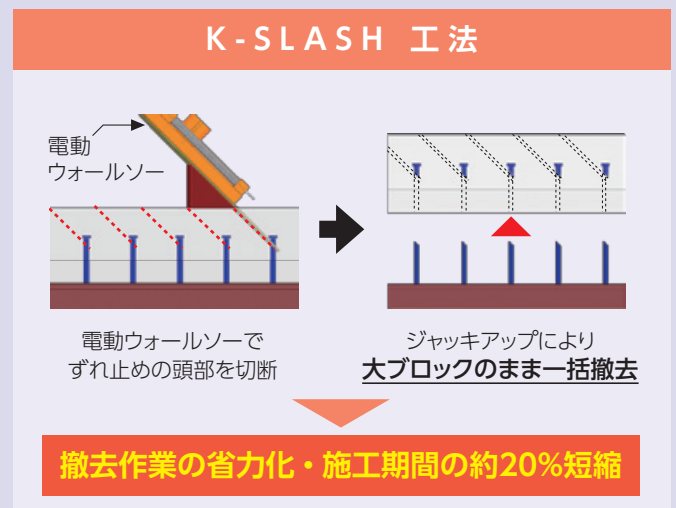 K-SLASH 工法
電動
ウォールソー
電動ウォールソーで
ずれ止めの頭部を切断
ジャッキアップにより
大ブロックのまま一括撤去
撤去作業の省力化・施工期間の約20%短縮